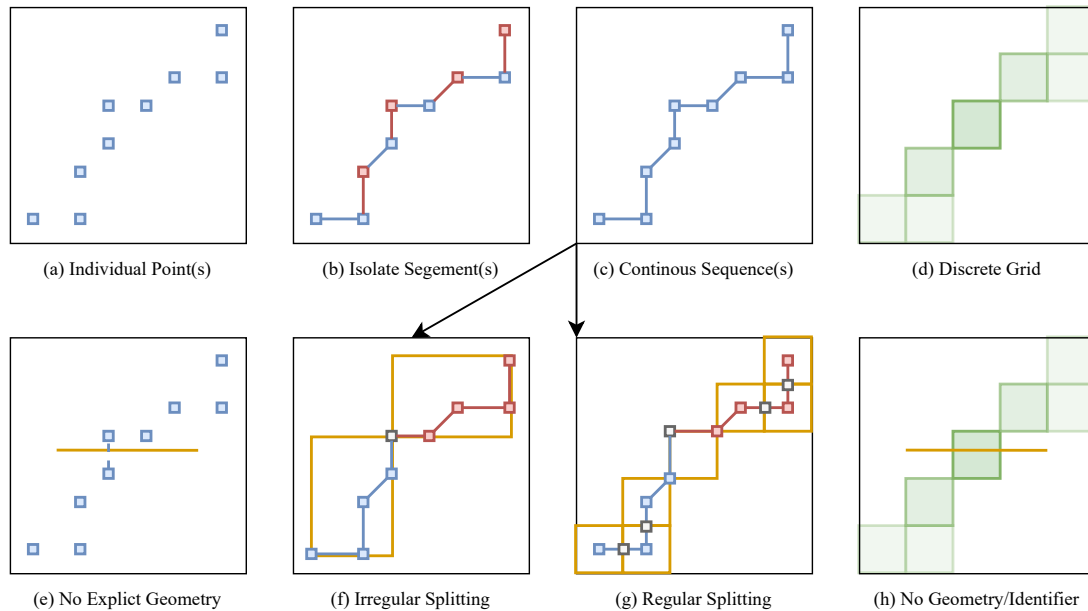 (a) Individual Point(s)
(b) Isolate Segement(s)
(c) Continous Sequence(s)
(d) Discrete Grid
(e) No Explict Geometry
(f) Irregular Splitting
(g) Regular Splitting
(h) No Geometry/Identifier